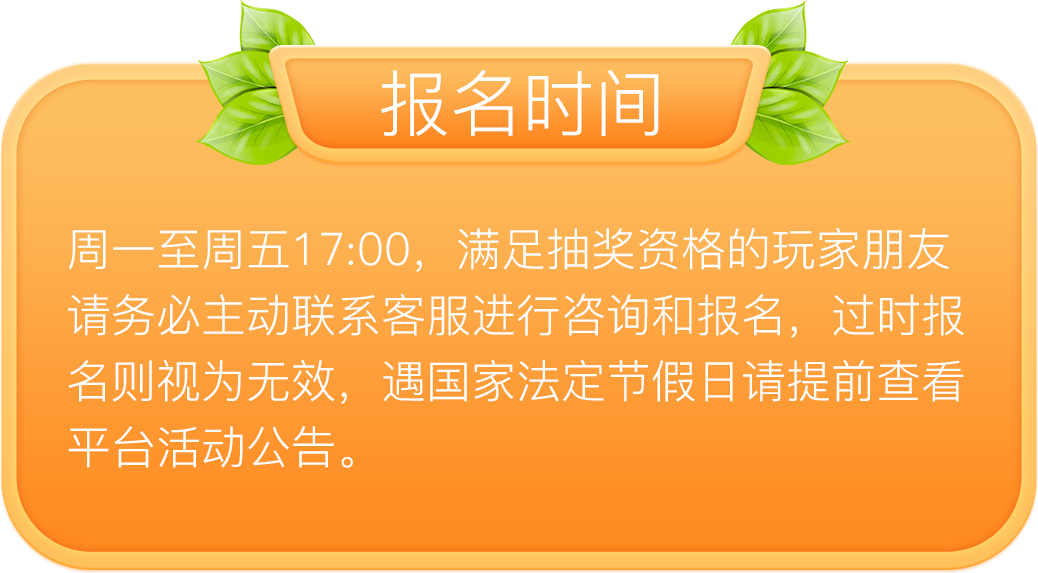 报名时间
周一至周五17:00，满足抽奖资格的玩家朋友
请务必主动联系客服进行咨询和报名，过时报
名则视为无效，遇国家法定节假日请提前查看
平台活动公告。